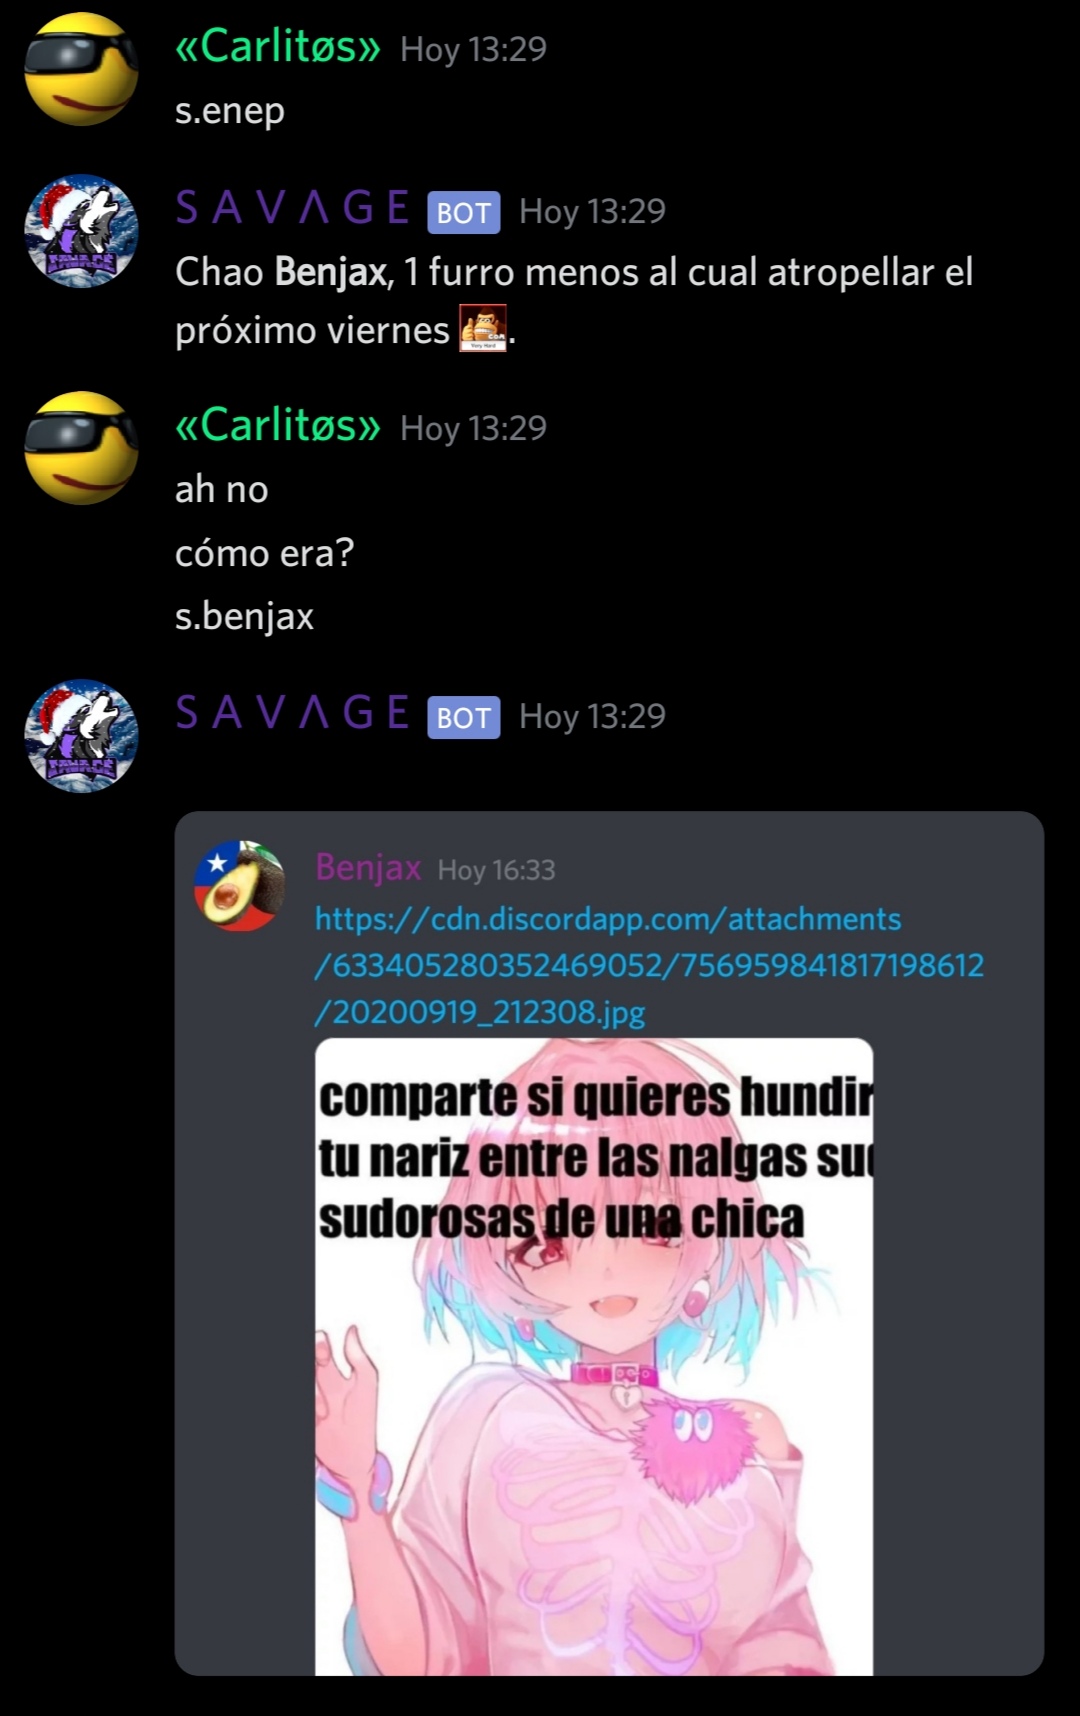 «Carlitøs» Hoy 13:29
s.enep
S A V Λ G E BOT Hoy 13:29
Chao Benjax, 1 furro menos al cual atropellar el
próximo viernes .
«Carlitøs» Hoy 13:29
ah no
cómo era?
s.benjax
S A V Λ G E BOT Hoy 13:29
Benjax Hoy 16:33
https://cdn.discordapp.com/attachments
/633405280352469052/756959841817198612
/20200919_212308.jpg
comparte si quieres hundir
tu nariz entre las nalgas
sudorosas de una chica